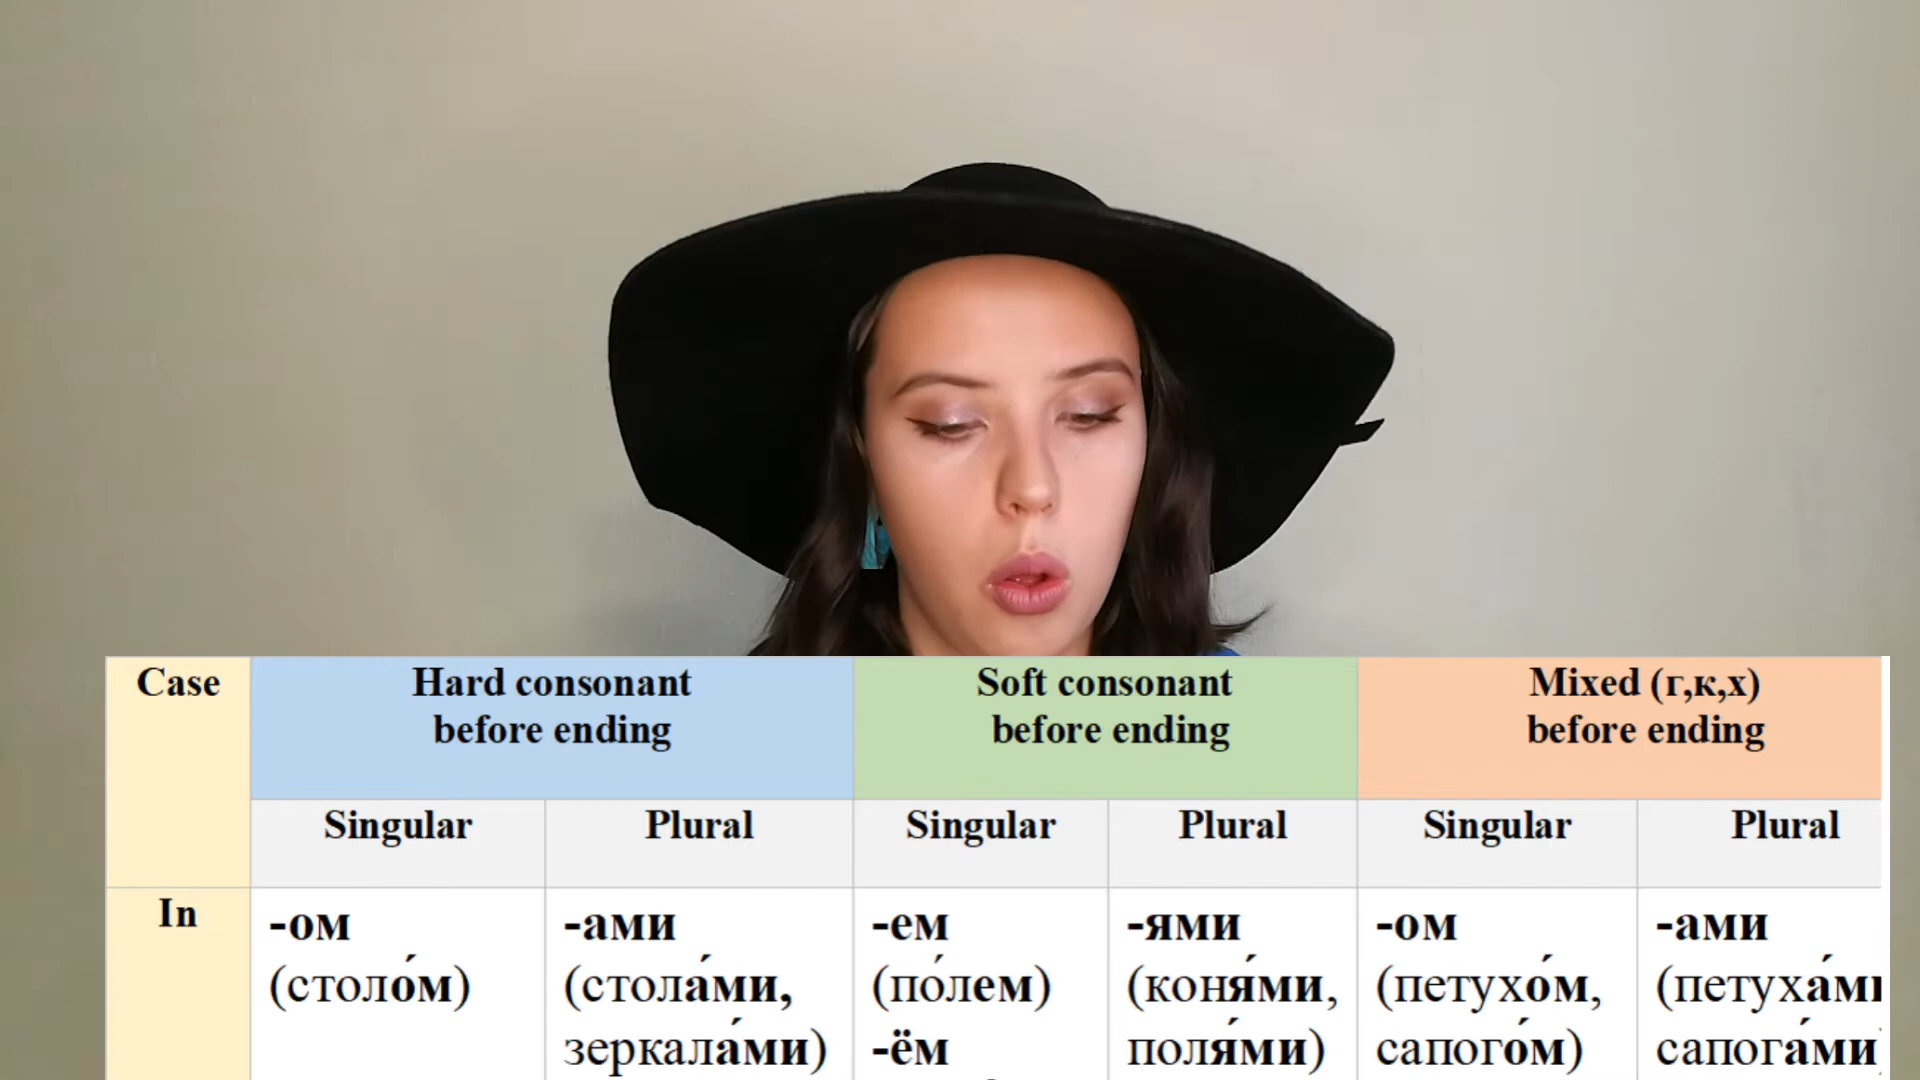 Case
Hard consonant
before ending
Soft consonant
before ending
Mixed (г,к,х)
before ending
Singular
Plural
Singular
Plural
Singular
Plural
In
-ом
(столо́м)
-ами
(стола́ми,
зеркала́ми)
-ем
(по́лем)
-ём
-ями
(коня́ми,
поля́ми)
-ом
(петухо́м,
сапого́м)
-ами
(петуха́ми
сапога́ми